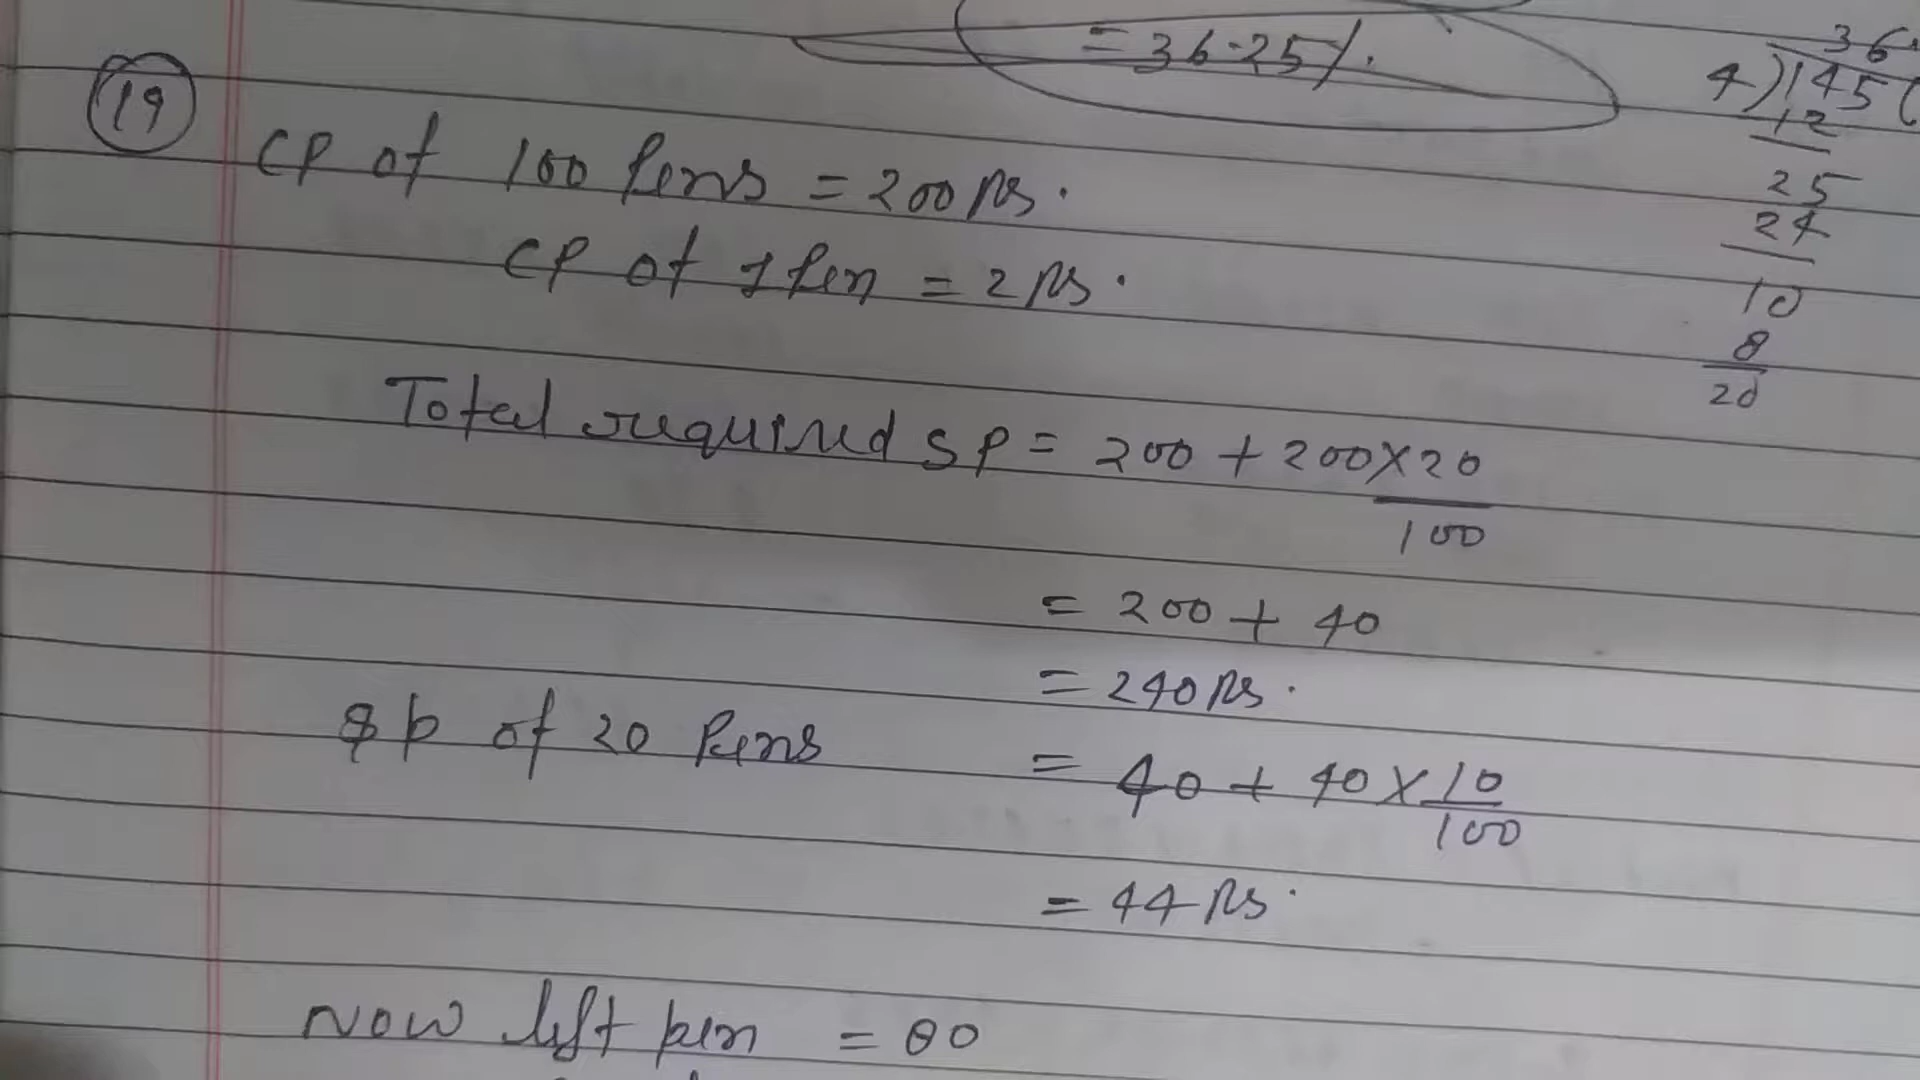 = 36.25%.
36.
4)145(
12
25
24
10
8
20
19
CP of 100 Pens = 200 Rs.
CP of 1 Pen = 2 Rs.
Total required SP = 200 + 200×20
100
= 200 + 40
= 240 Rs.
SP of 20 Pens = 40 + 40 × 10
100
= 44 Rs.
Now left pen = 80